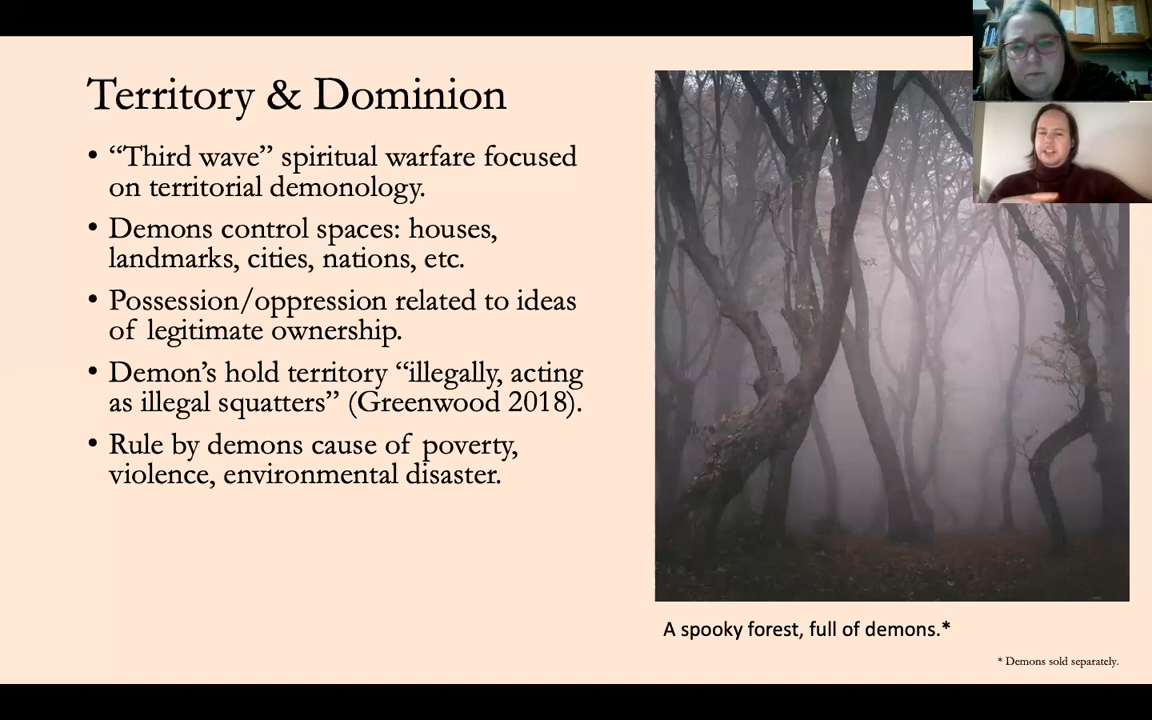 Territory & Dominion
• “Third wave” spiritual warfare focused
on territorial demonology.
• Demons control spaces: houses,
landmarks, cities, nations, etc.
• Possession/oppression related to ideas
of legitimate ownership.
• Demon’s hold territory “illegally, acting
as illegal squatters” (Greenwood 2018).
• Rule by demons cause of poverty,
violence, environmental disaster.
A spooky forest, full of demons.*
* Demons sold separately.